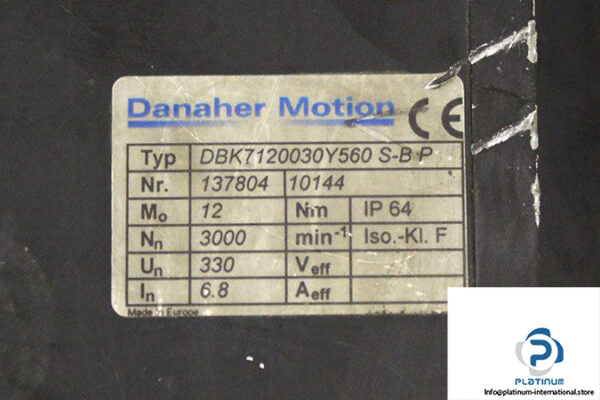 Danaher Motion CE
Typ DBK7120030Y560 S-B P
Nr. 137804 10144
Mo 12 Nm IP 64
Nn 3000 min-1 Iso.-Kl. F
Un 330 Veff
In 6.8 Aeff
Made in Europe
P
PLATINUM
Info@platinum-international.store